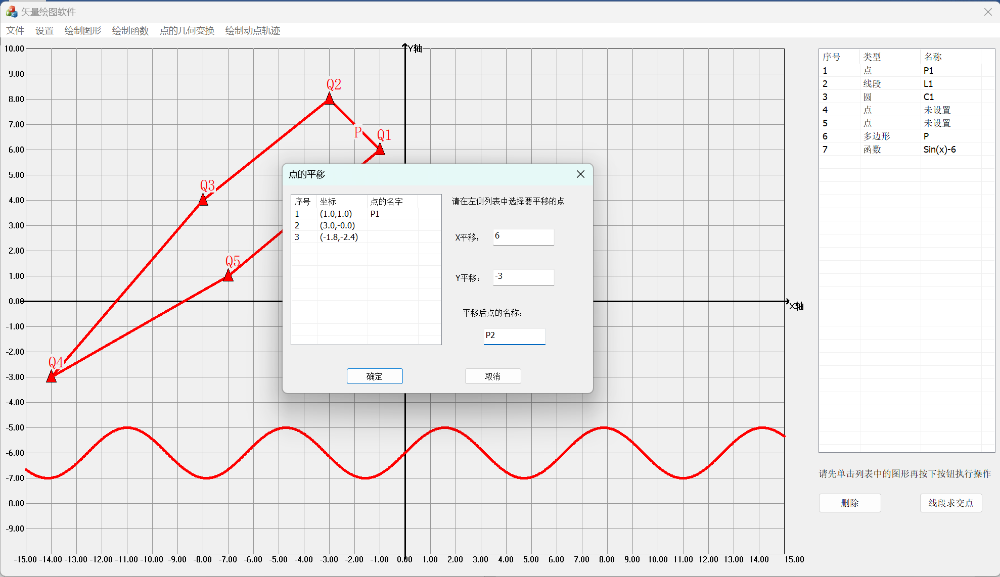 矢量绘图软件
文件 设置 绘制图形 绘制函数 点的几何变换 绘制动点轨迹
10.00
9.00
8.00
7.00
6.00
5.00
4.00
3.00
2.00
1.00
0.00
-1.00
-2.00
-3.00
-4.00
-5.00
-6.00
-7.00
-8.00
-9.00
-15.00 -14.00 -13.00 -12.00 -11.00 -10.00 -9.00 -8.00 -7.00 -6.00 -5.00 -4.00 -3.00 -2.00 -1.00 0.00 1.00 2.00 3.00 4.00 5.00 6.00 7.00 8.00 9.00 10.00 11.00 12.00 13.00 14.00 15.00
Y轴
X轴
Q2
P
Q1
Q3
Q5
Q4
点的平移
序号 坐标 点的名字
1 (1.0,1.0) P1
2 (3.0,-0.0)
3 (-1.8,-2.4)
请在左侧列表中选择要平移的点
X平移： 6
Y平移： -3
平移后点的名称：
P2
确定 取消
序号 类型 名称
1 点 P1
2 线段 L1
3 圆 C1
4 点 未设置
5 点 未设置
6 多边形 P
7 函数 Sin(x)-6
请先单击列表中的图形再按下按钮执行操作
删除 线段求交点